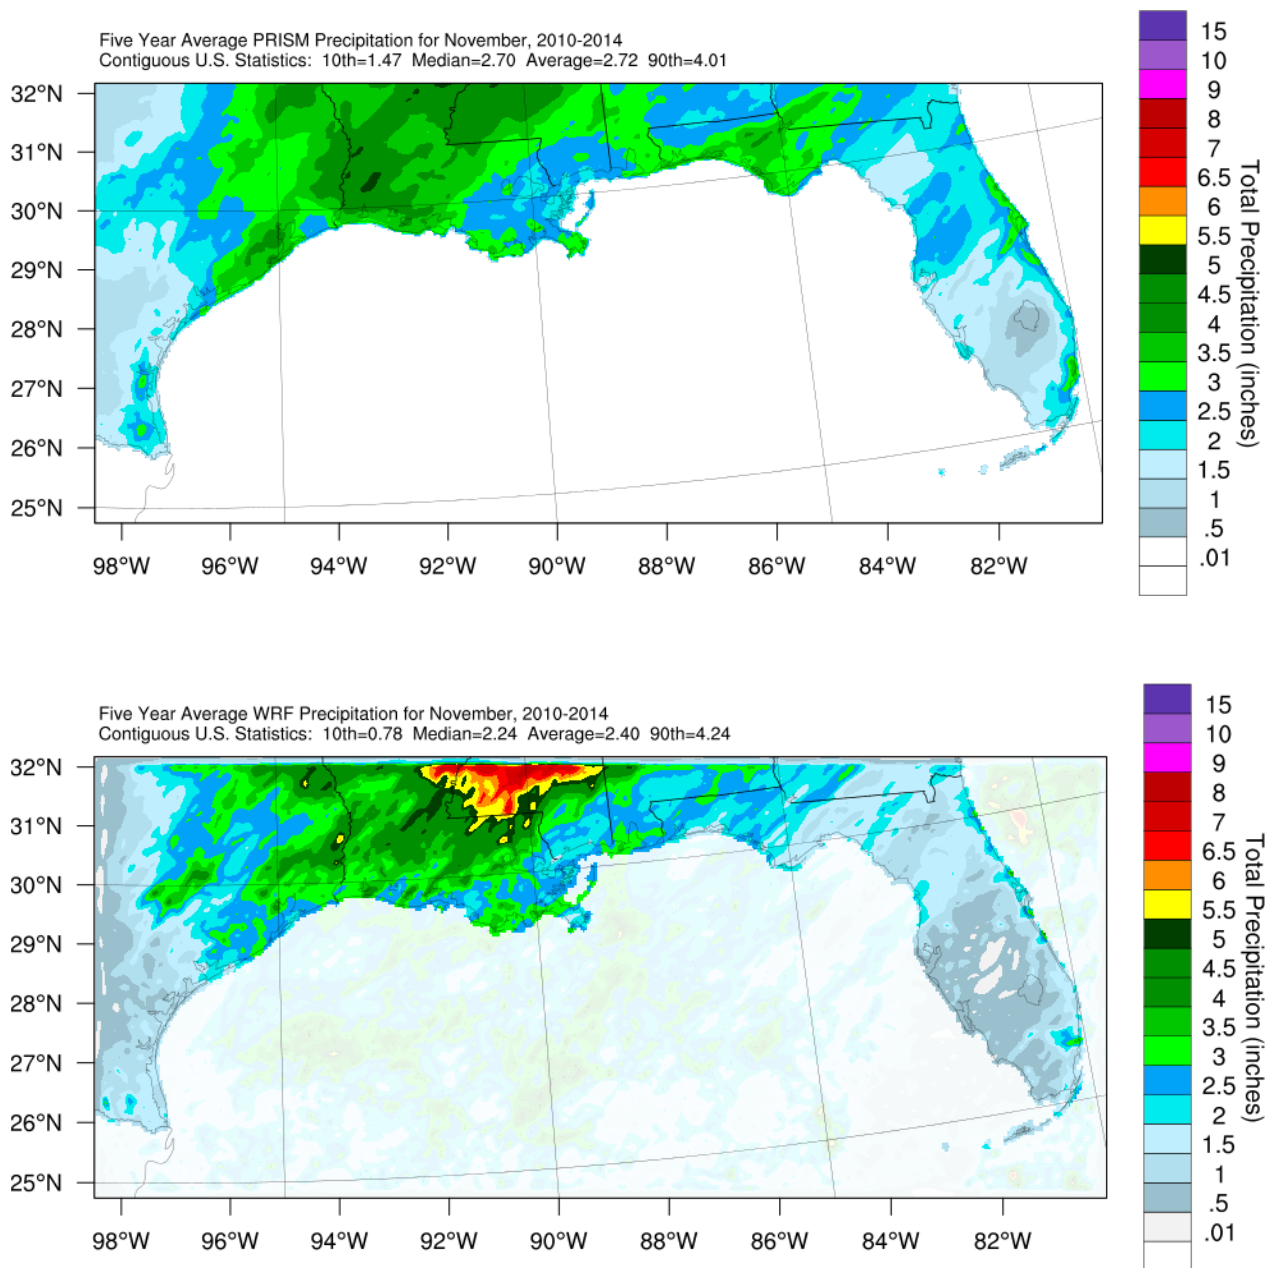 Five Year Average PRISM Precipitation for November, 2010-2014
Contiguous U.S. Statistics:  10th=1.47  Median=2.70  Average=2.72  90th=4.01
32°N
31°N
30°N
29°N
28°N
27°N
26°N
25°N
98°W 96°W 94°W 92°W 90°W 88°W 86°W 84°W 82°W
15
10
9
8
7
6.5
6
5.5
5
4.5
4
3.5
3
2.5
2
1.5
1
.5
.01
Total Precipitation (inches)
Five Year Average WRF Precipitation for November, 2010-2014
Contiguous U.S. Statistics:  10th=0.78  Median=2.24  Average=2.40  90th=4.24
32°N
31°N
30°N
29°N
28°N
27°N
26°N
25°N
98°W 96°W 94°W 92°W 90°W 88°W 86°W 84°W 82°W
15
10
9
8
7
6.5
6
5.5
5
4.5
4
3.5
3
2.5
2
1.5
1
.5
.01
Total Precipitation (inches)